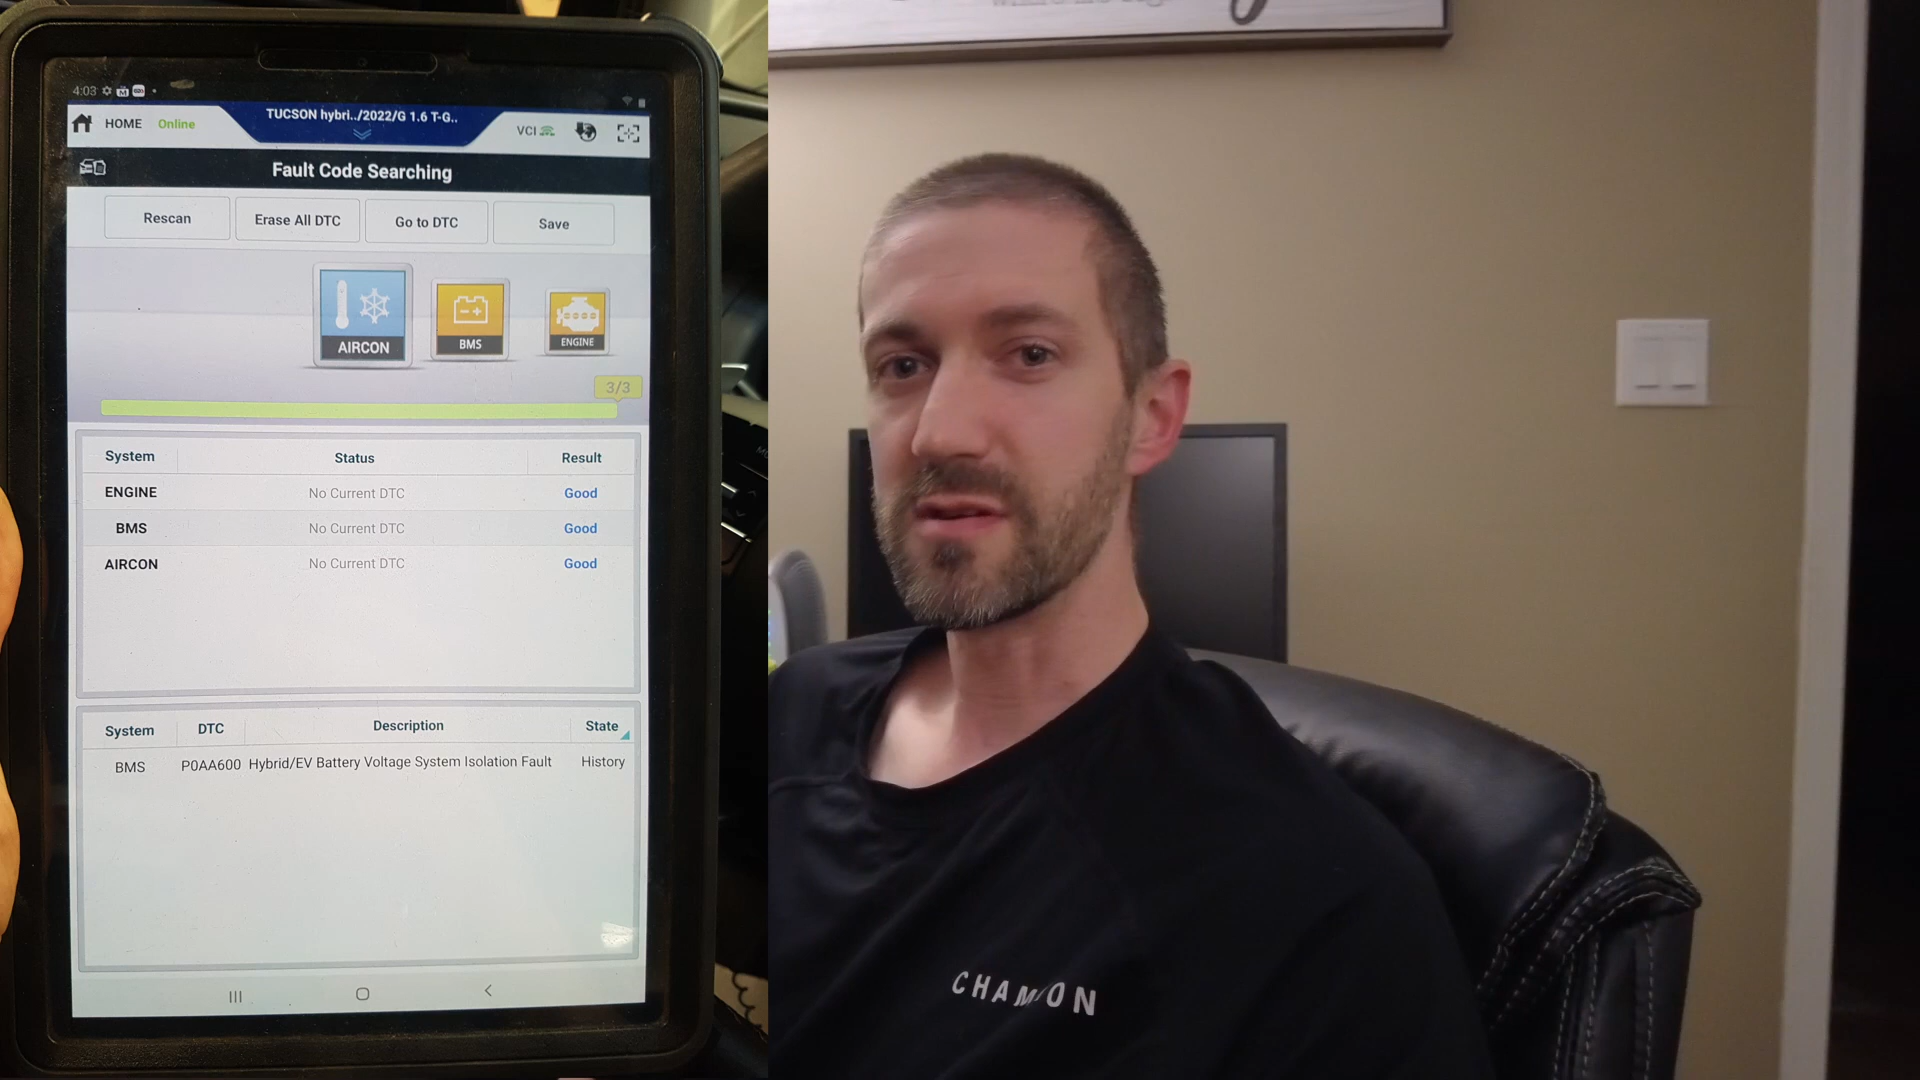 4:03
HOME Online TUCSON hybri../2022/G 1.6 T-G.. VCI
Fault Code Searching
Rescan Erase All DTC Go to DTC Save
AIRCON BMS ENGINE
3/3
System Status Result
ENGINE No Current DTC Good
BMS No Current DTC Good
AIRCON No Current DTC Good
System DTC Description State
BMS P0AA600 Hybrid/EV Battery Voltage System Isolation Fault History
CHAMPION